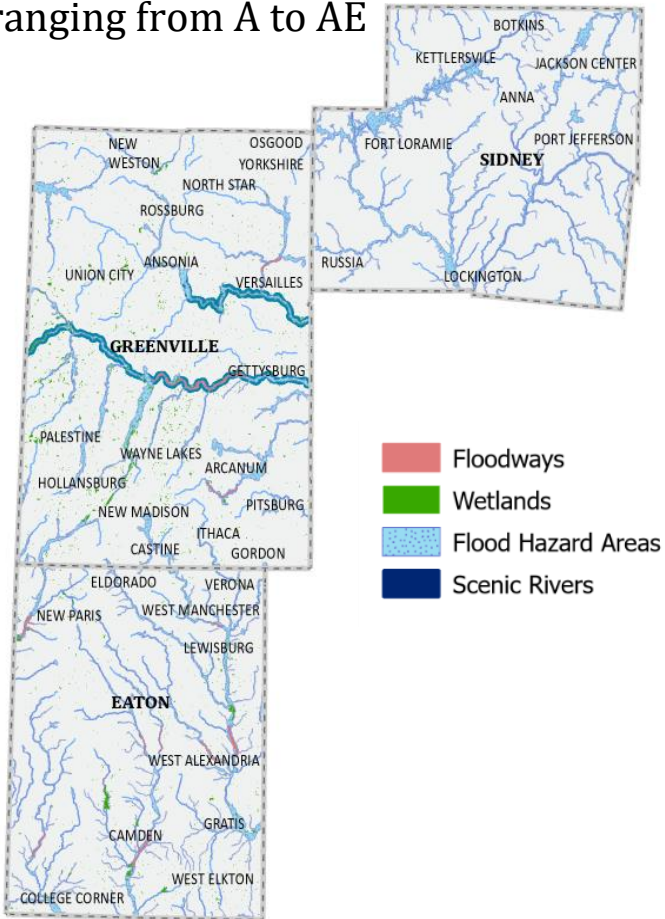 ranging from A to AE
BOTKINS
KETTLERSVILE
JACKSON CENTER
ANNA
FORT LORAMIE
PORT JEFFERSON
SIDNEY
RUSSIA
LOCKINGTON
NEW
WESTON
OSGOOD
YORKSHIRE
NORTH STAR
ROSSBURG
ANSONIA
UNION CITY
VERSAILLES
GREENVILLE
GETTYSBURG
PALESTINE
WAYNE LAKES
ARCANUM
HOLLANSBURG
NEW MADISON
PITSBURG
ITHACA
CASTINE
GORDON
ELDORADO
VERONA
NEW PARIS
WEST MANCHESTER
LEWISBURG
EATON
WEST ALEXANDRIA
GRATIS
CAMDEN
WEST ELKTON
COLLEGE CORNER
Floodways
Wetlands
Flood Hazard Areas
Scenic Rivers